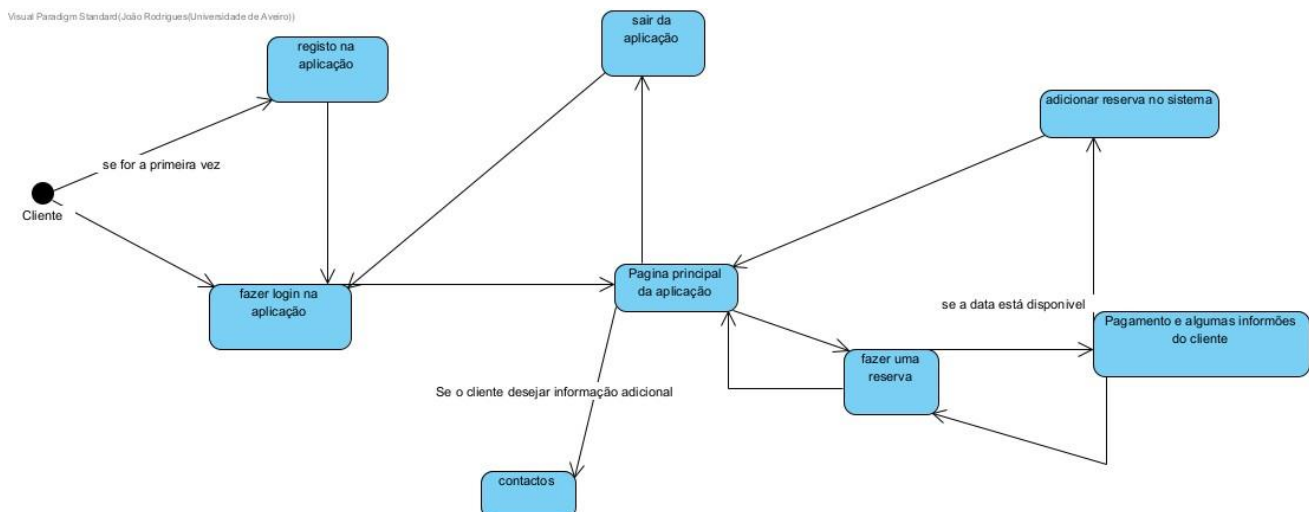 Visual Paradigm Standard(João Rodrigues(Universidade de Aveiro))
registo na
aplicação
sair da
aplicação
adicionar reserva no sistema
se for a primeira vez
Cliente
fazer login na
aplicação
Pagina principal
da aplicação
se a data está disponivel
Pagamento e algumas informões
do cliente
fazer uma
reserva
Se o cliente desejar informação adicional
contactos